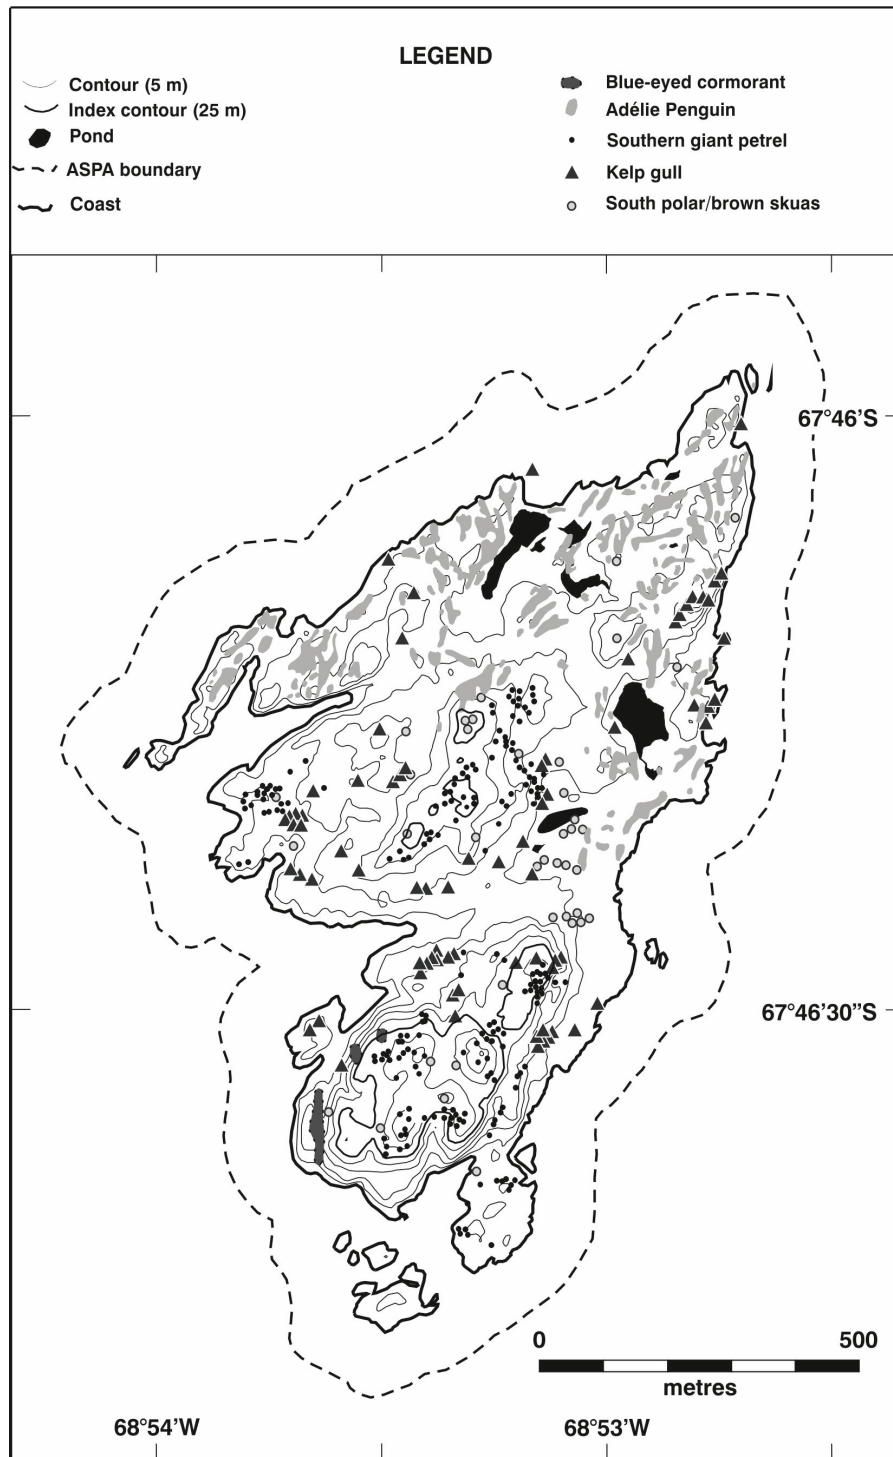 LEGEND
Contour (5 m)
Index contour (25 m)
Pond
ASPA boundary
Coast
Blue-eyed cormorant
Adélie Penguin
Southern giant petrel
Kelp gull
South polar/brown skuas
67°46'S
67°46'30"S
0 500
metres
68°54'W 68°53'W